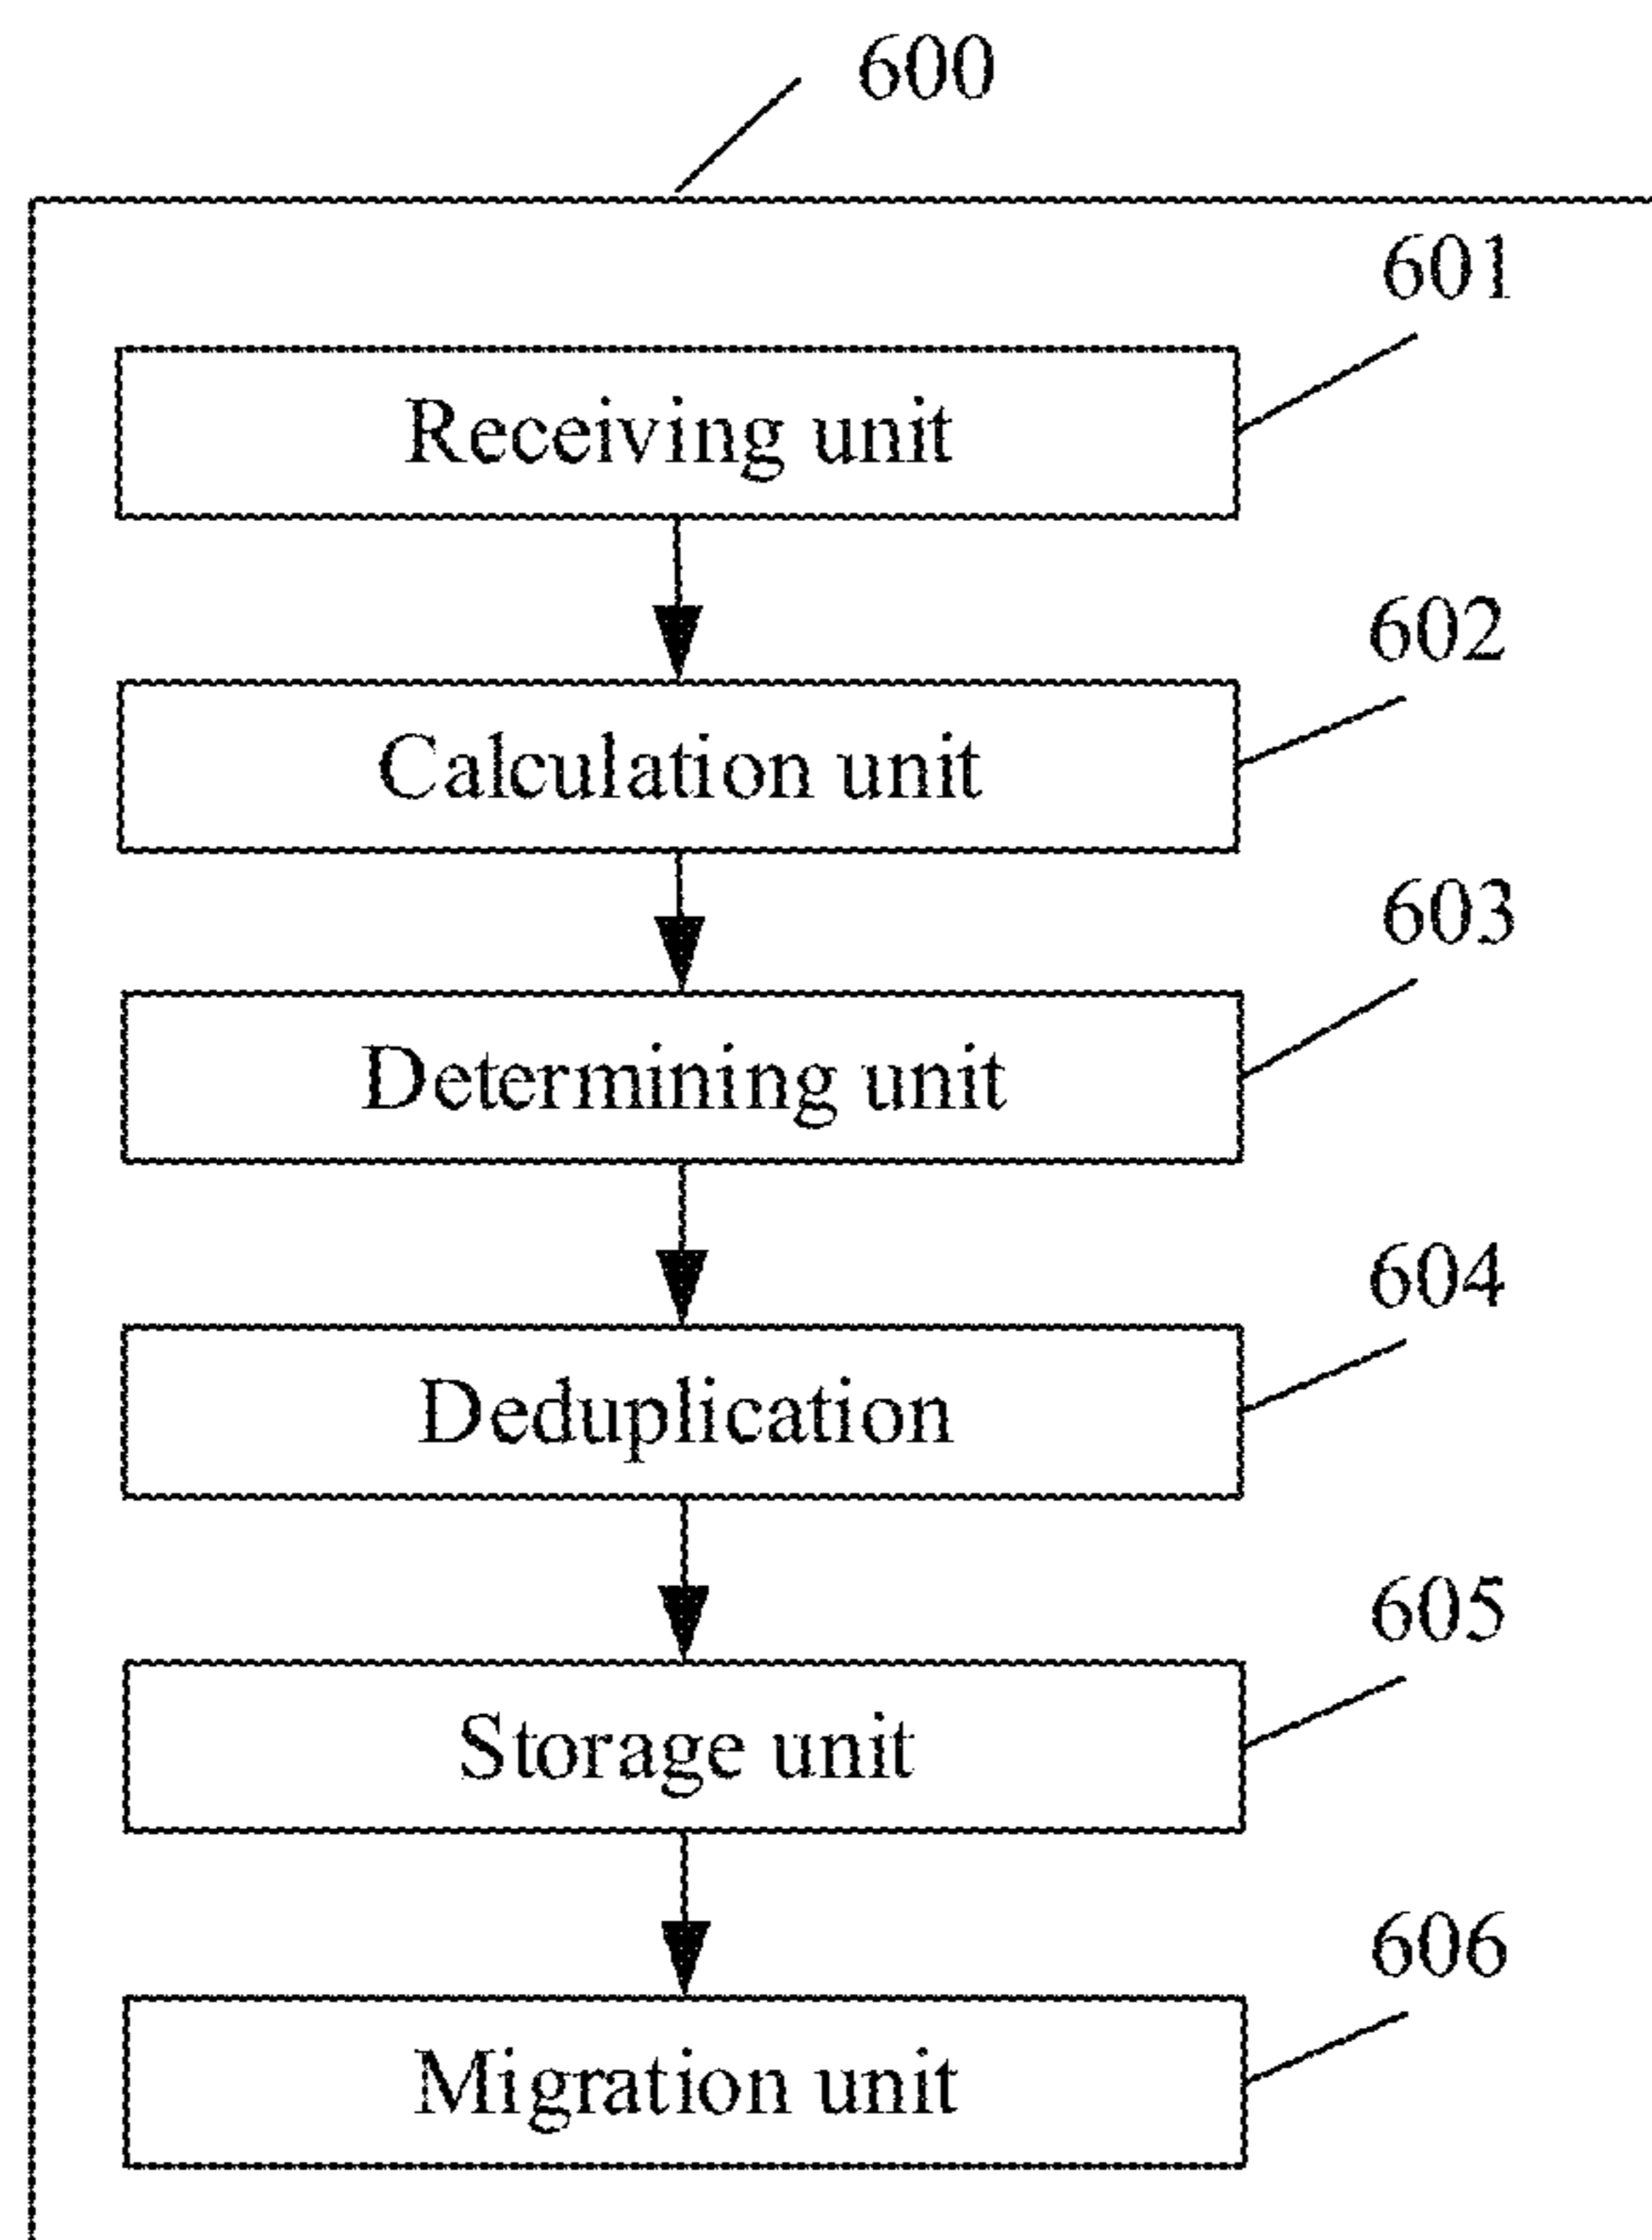 600
601
Receiving unit
602
Calculation unit
603
Determining unit
604
Deduplication
605
Storage unit
606
Migration unit